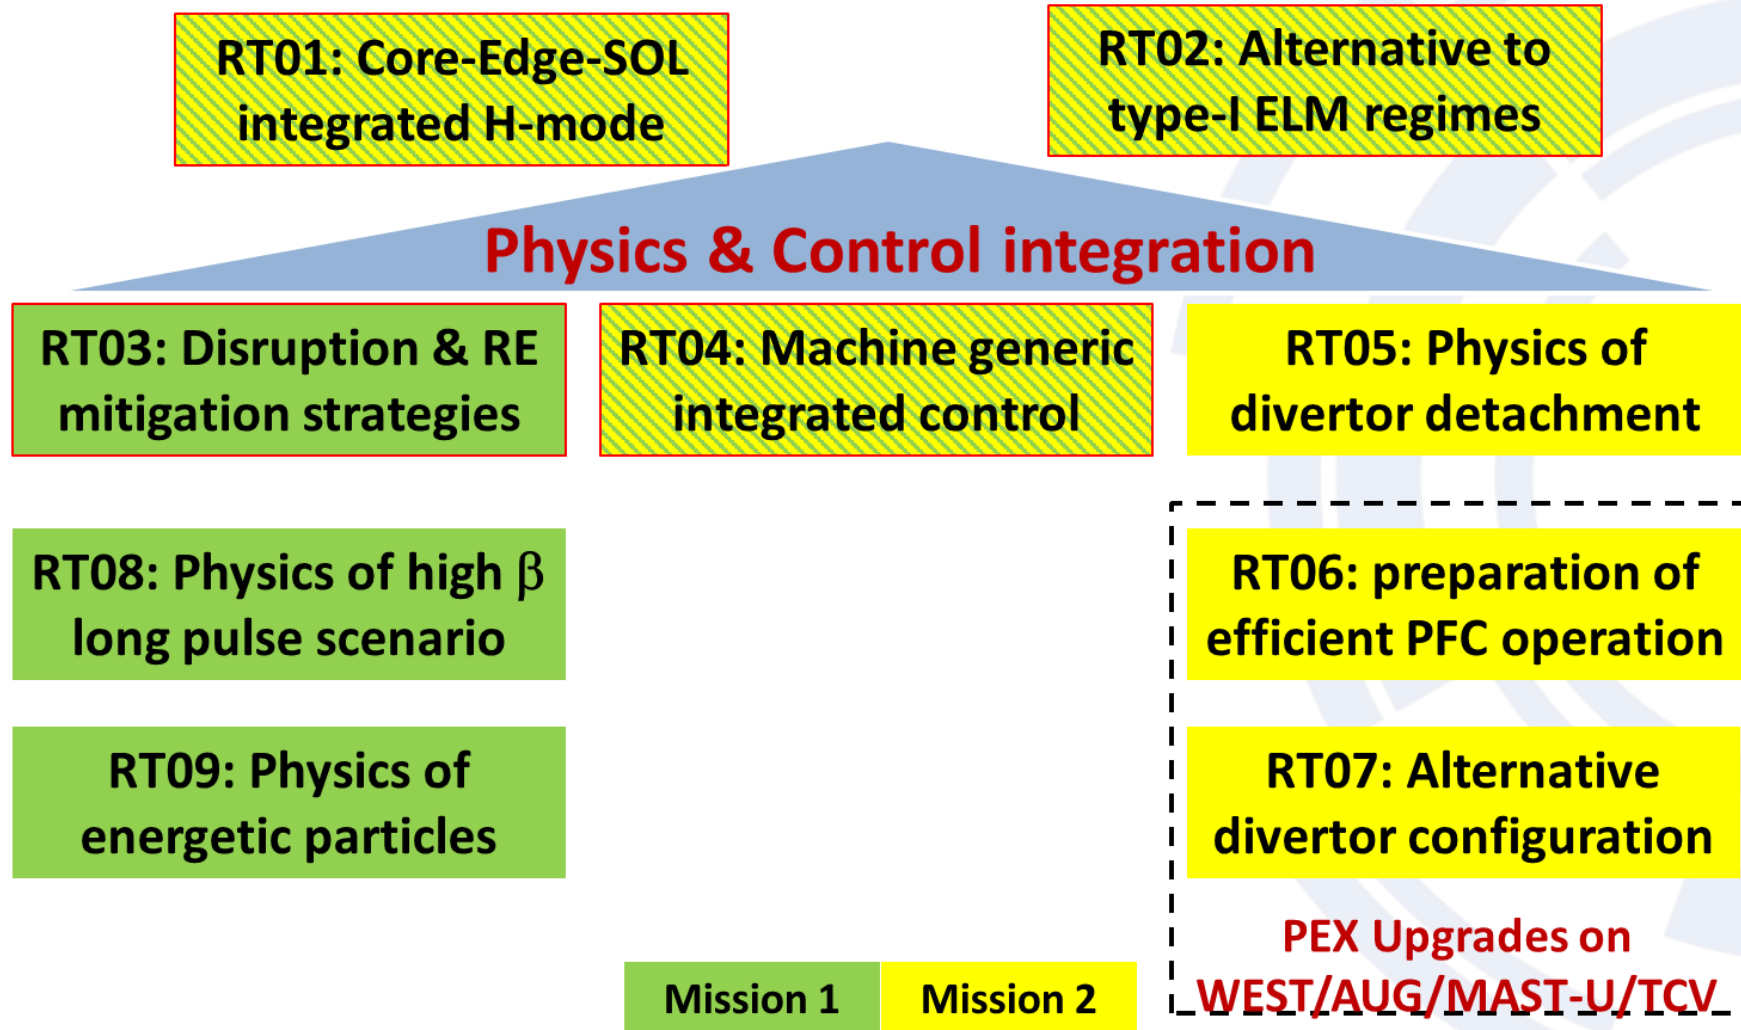 RT01: Core-Edge-SOL
integrated H-mode
RT02: Alternative to
type-I ELM regimes
Physics & Control integration
RT03: Disruption & RE
mitigation strategies
RT04: Machine generic
integrated control
RT05: Physics of
divertor detachment
RT08: Physics of high β
long pulse scenario
RT06: preparation of
efficient PFC operation
RT09: Physics of
energetic particles
RT07: Alternative
divertor configuration
PEX Upgrades on
WEST/AUG/MAST-U/TCV
Mission 1
Mission 2